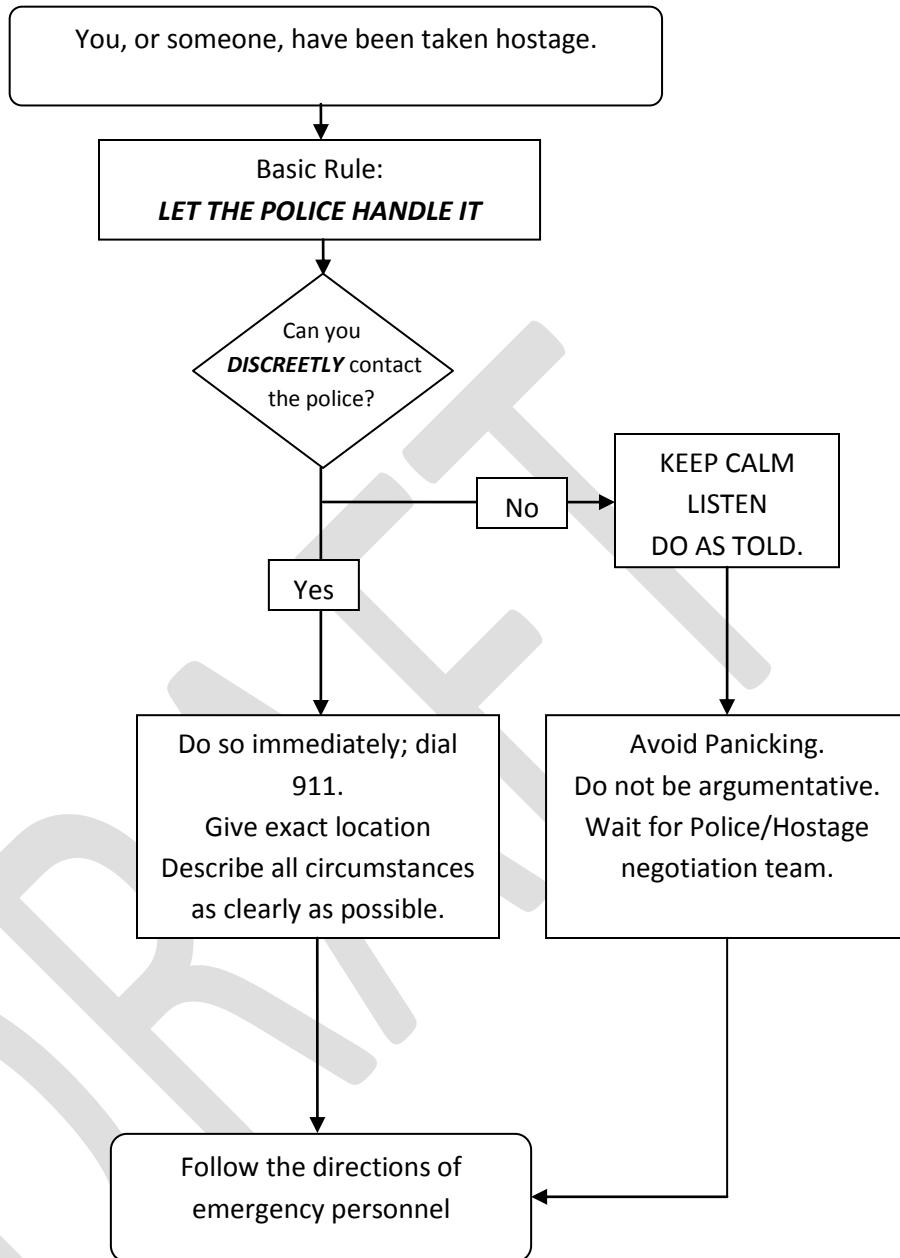 You, or someone, have been taken hostage.
Basic Rule:
LET THE POLICE HANDLE IT
Can you
DISCREETLY contact
the police?
No
KEEP CALM
LISTEN
DO AS TOLD.
Yes
Do so immediately; dial
911.
Give exact location
Describe all circumstances
as clearly as possible.
Avoid Panicking.
Do not be argumentative.
Wait for Police/Hostage
negotiation team.
Follow the directions of
emergency personnel
DRAFT